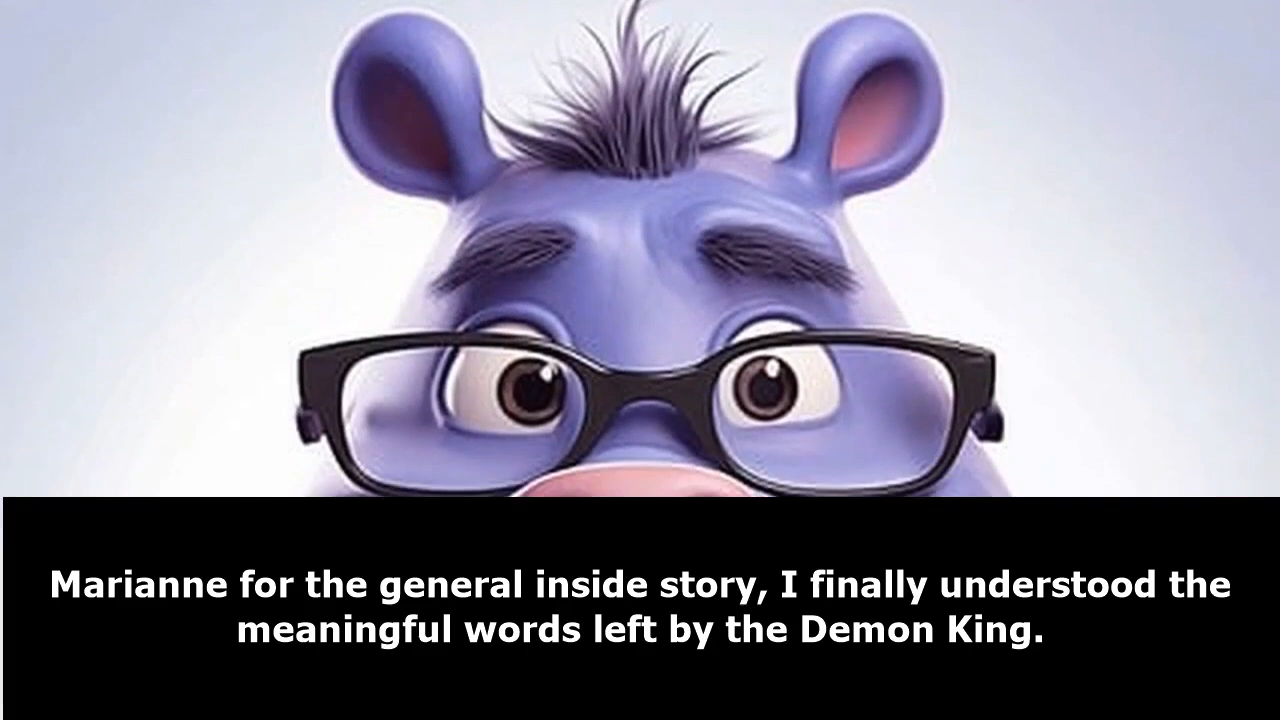 Marianne for the general inside story, I finally understood the
meaningful words left by the Demon King.